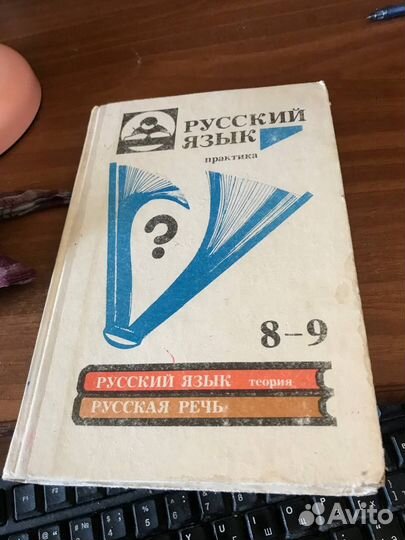 РУССКИЙ
ЯЗЫК
практика
?
8–9
РУССКИЙ ЯЗЫК теория
РУССКАЯ РЕЧЬ
Avito